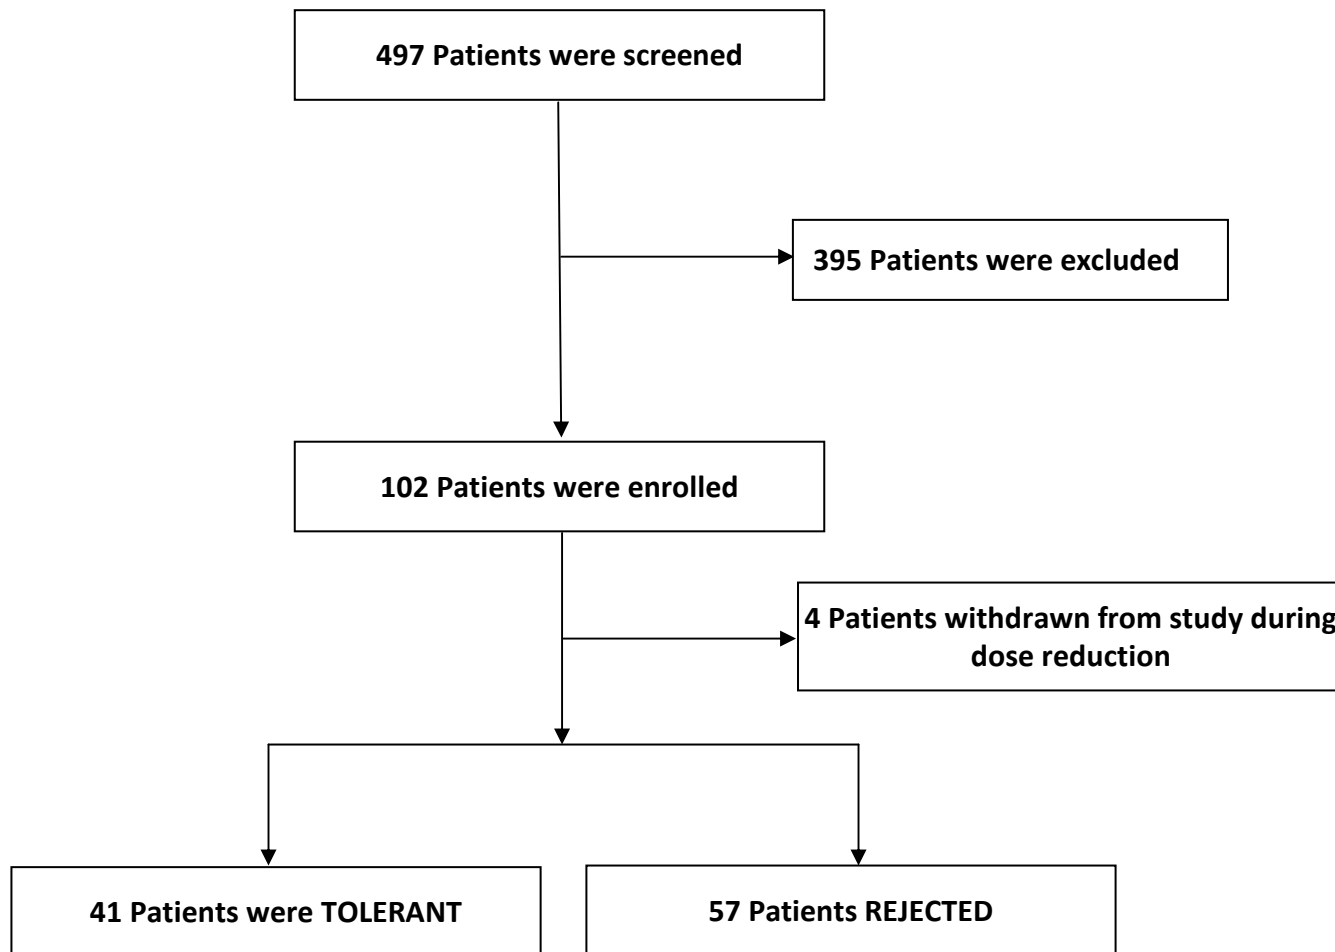 497 Patients were screened
395 Patients were excluded
102 Patients were enrolled
4 Patients withdrawn from study during
dose reduction
41 Patients were TOLERANT
57 Patients REJECTED